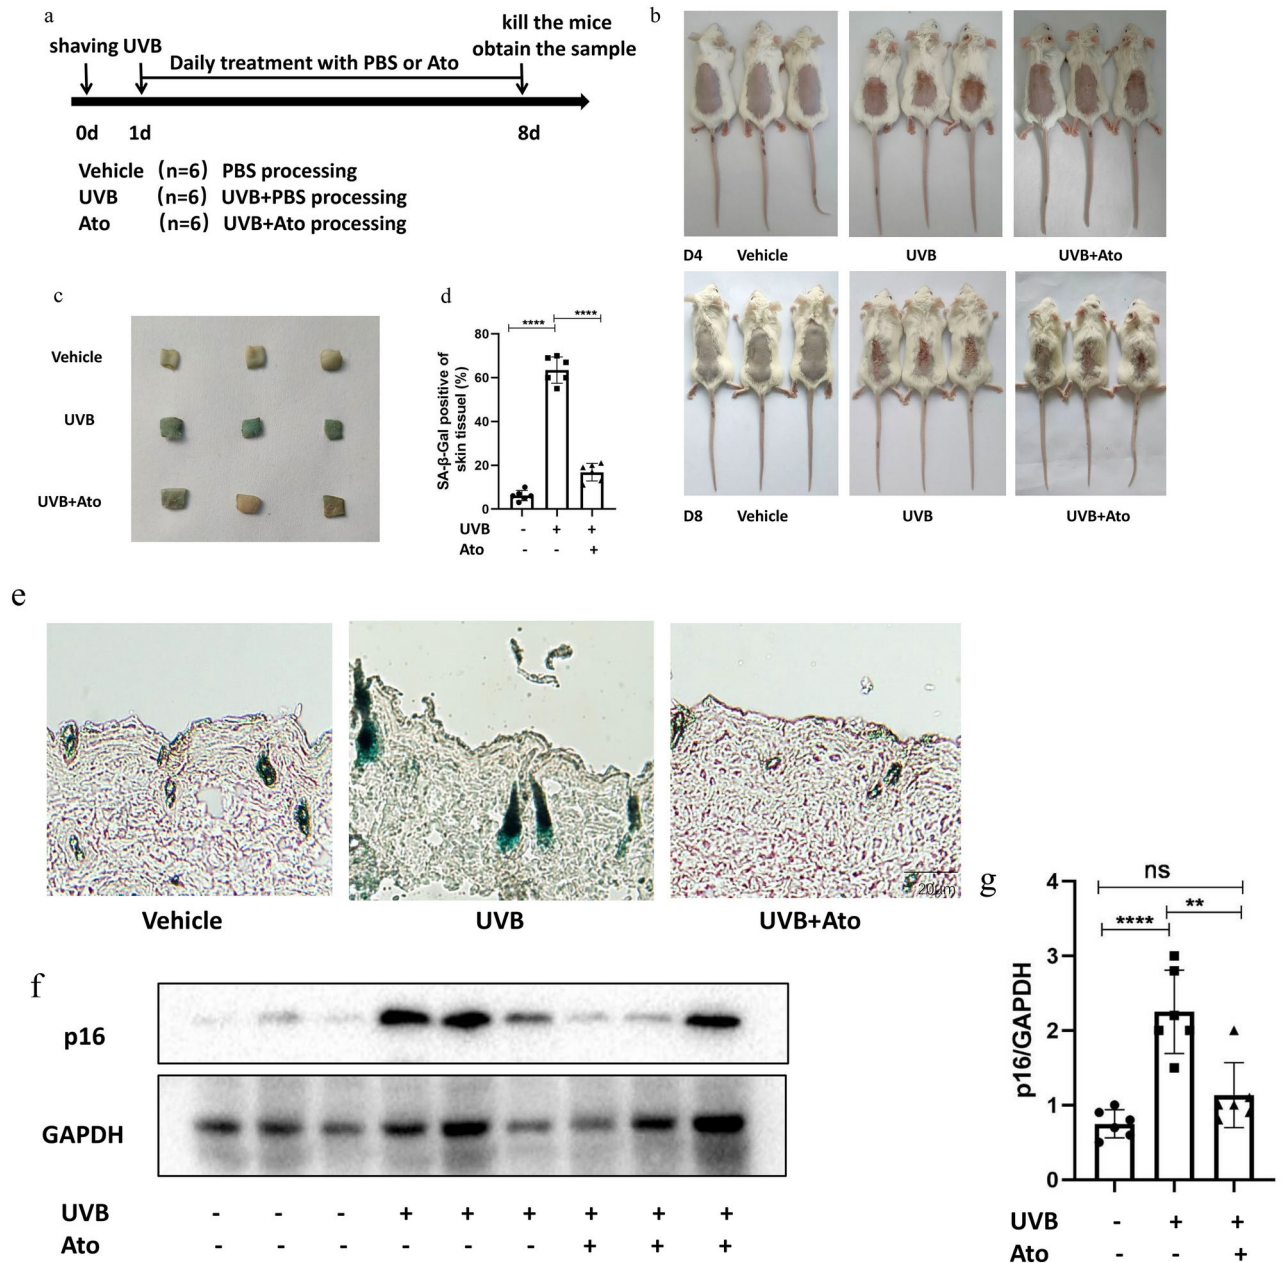 a
shaving UVB
Daily treatment with PBS or Ato
kill the mice
obtain the sample
0d 1d 8d
Vehicle (n=6) PBS processing
UVB (n=6) UVB+PBS processing
Ato (n=6) UVB+Ato processing
b
D4 Vehicle UVB UVB+Ato
D8 Vehicle UVB UVB+Ato
c
Vehicle
UVB
UVB+Ato
d
**** ****
SA-β-Gal positive of
skin tissuel (%)
80
60
40
20
0
UVB - + +
Ato - - +
e
20μm
Vehicle UVB UVB+Ato
f
p16
GAPDH
UVB - - - + + + + + +
Ato - - - - - - + + +
g
ns
**
****
p16/GAPDH
4
3
2
1
0
UVB - + +
Ato - - +